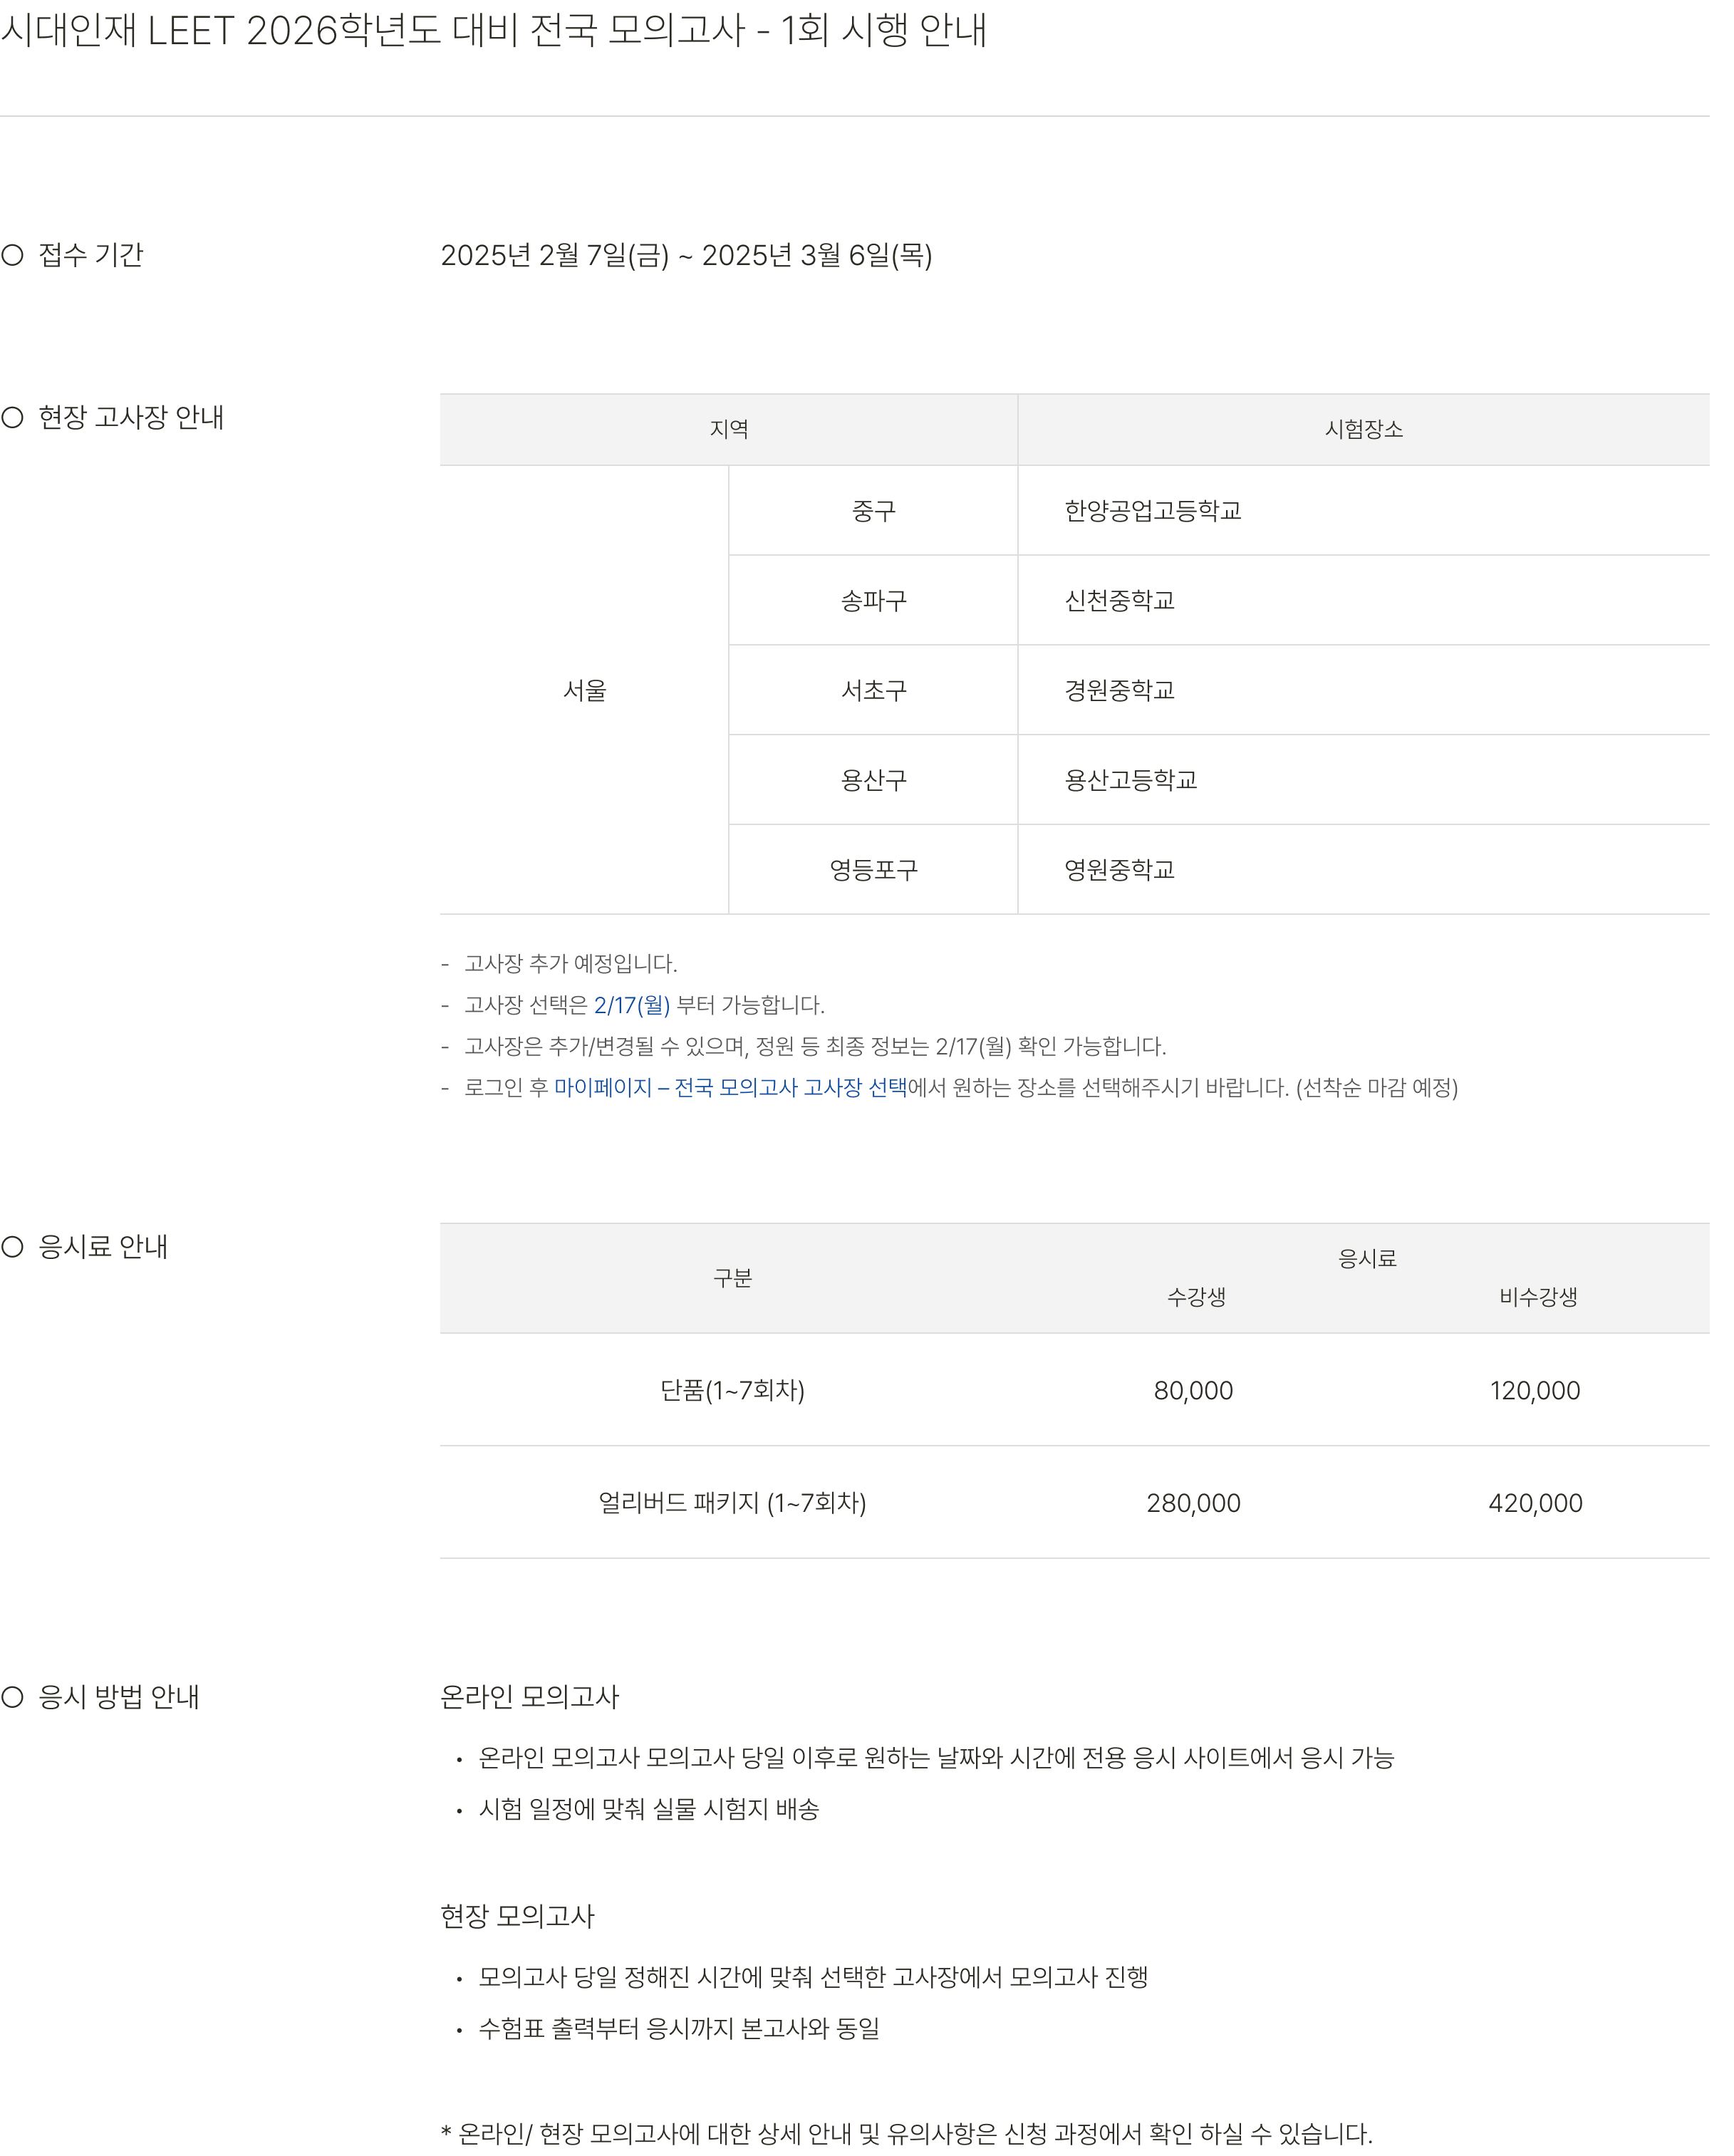 시대인재 LEET 2026학년도 대비 전국 모의고사 - 1회 시행 안내
접수 기간
2025년 2월 7일(금) ~ 2025년 3월 6일(목)
현장 고사장 안내
지역 시험장소
서울
중구 한양공업고등학교
송파구 신천중학교
서초구 경원중학교
용산구 용산고등학교
영등포구 영원중학교
- 고사장 추가 예정입니다.
- 고사장 선택은 2/17(월) 부터 가능합니다.
- 고사장은 추가/변경될 수 있으며, 정원 등 최종 정보는 2/17(월) 확인 가능합니다.
- 로그인 후 마이페이지 – 전국 모의고사 고사장 선택에서 원하는 장소를 선택해주시기 바랍니다. (선착순 마감 예정)
응시료 안내
구분 응시료
수강생 비수강생
단품(1~7회차) 80,000 120,000
얼리버드 패키지 (1~7회차) 280,000 420,000
응시 방법 안내
온라인 모의고사
• 온라인 모의고사 모의고사 당일 이후로 원하는 날짜와 시간에 전용 응시 사이트에서 응시 가능
• 시험 일정에 맞춰 실물 시험지 배송
현장 모의고사
• 모의고사 당일 정해진 시간에 맞춰 선택한 고사장에서 모의고사 진행
• 수험표 출력부터 응시까지 본고사와 동일
* 온라인/ 현장 모의고사에 대한 상세 안내 및 유의사항은 신청 과정에서 확인 하실 수 있습니다.